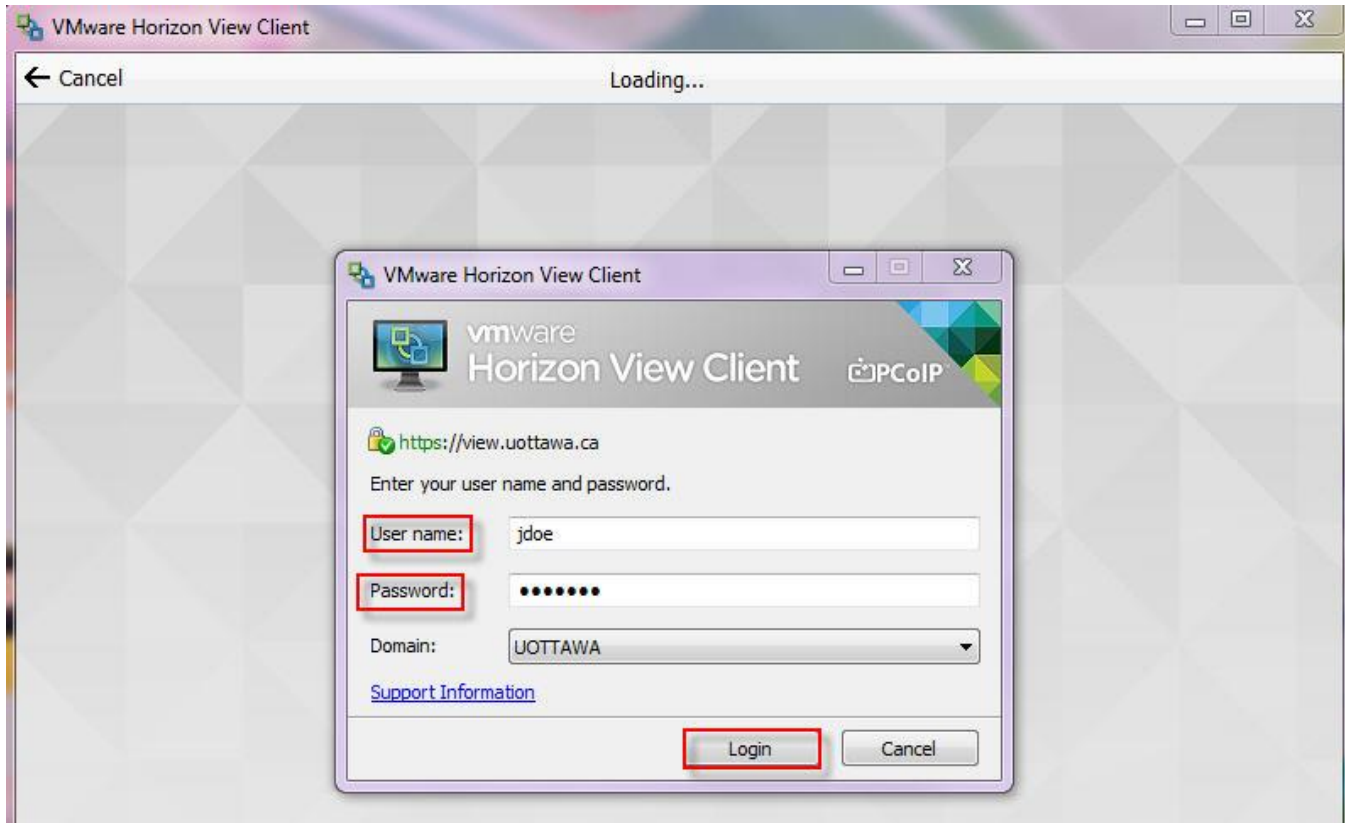 VMware Horizon View Client
Cancel
Loading...
VMware Horizon View Client
vmware
Horizon View Client
PCoIP
https://view.uottawa.ca
Enter your user name and password.
User name: jdoe
Password: •••••••
Domain: UOTTAWA
Support Information
Login Cancel